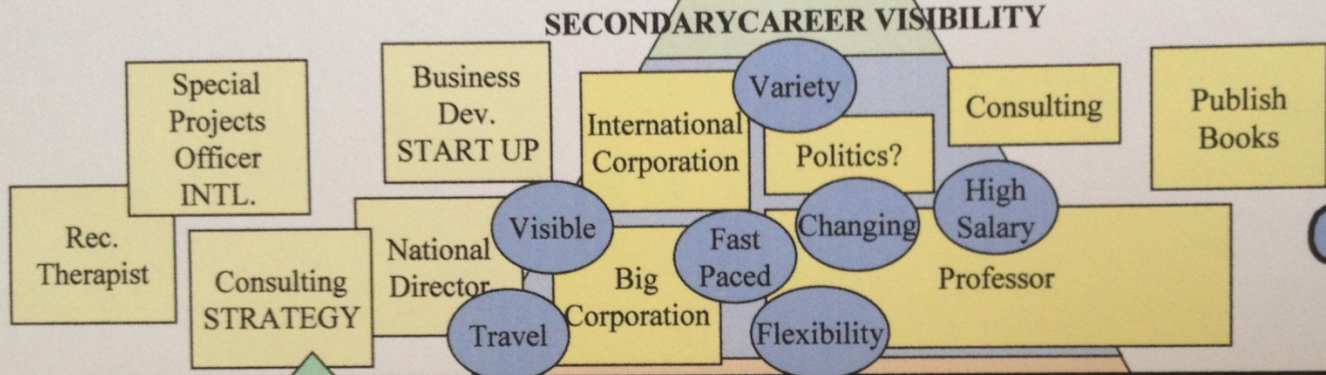 SECONDARYCAREER VISIBILITY
Special
Projects
Officer
INTL.
Business
Dev.
START UP
International
Corporation
Variety
Politics?
Consulting
Publish
Books
Rec.
Therapist
Consulting
STRATEGY
National
Director
Visible
Travel
Big
Corporation
Fast
Paced
Changing
Flexibility
High
Salary
Professor